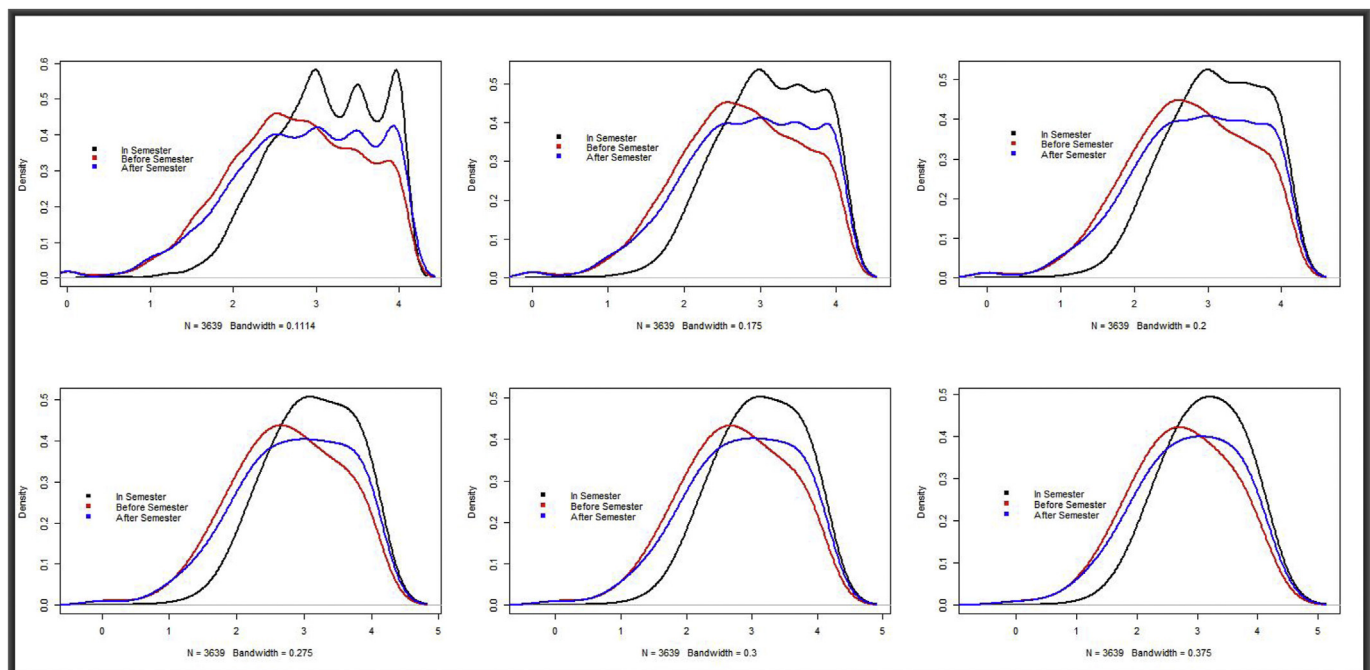 0.6
0.5
0.4
0.3
0.2
0.1
0.0
Density
In Semester
Before Semester
After Semester
0 1 2 3 4
N = 3639 Bandwidth = 0.1114
0.5
0.4
0.3
0.2
0.1
0.0
Density
In Semester
Before Semester
After Semester
0 1 2 3 4
N = 3639 Bandwidth = 0.175
0.5
0.4
0.3
0.2
0.1
0.0
Density
In Semester
Before Semester
After Semester
0 1 2 3 4
N = 3639 Bandwidth = 0.2
0.5
0.4
0.3
0.2
0.1
0.0
Density
In Semester
Before Semester
After Semester
0 1 2 3 4 5
N = 3639 Bandwidth = 0.275
0.5
0.4
0.3
0.2
0.1
0.0
Density
In Semester
Before Semester
After Semester
0 1 2 3 4 5
N = 3639 Bandwidth = 0.3
0.5
0.4
0.3
0.2
0.1
0.0
Density
In Semester
Before Semester
After Semester
0 1 2 3 4 5
N = 3639 Bandwidth = 0.375